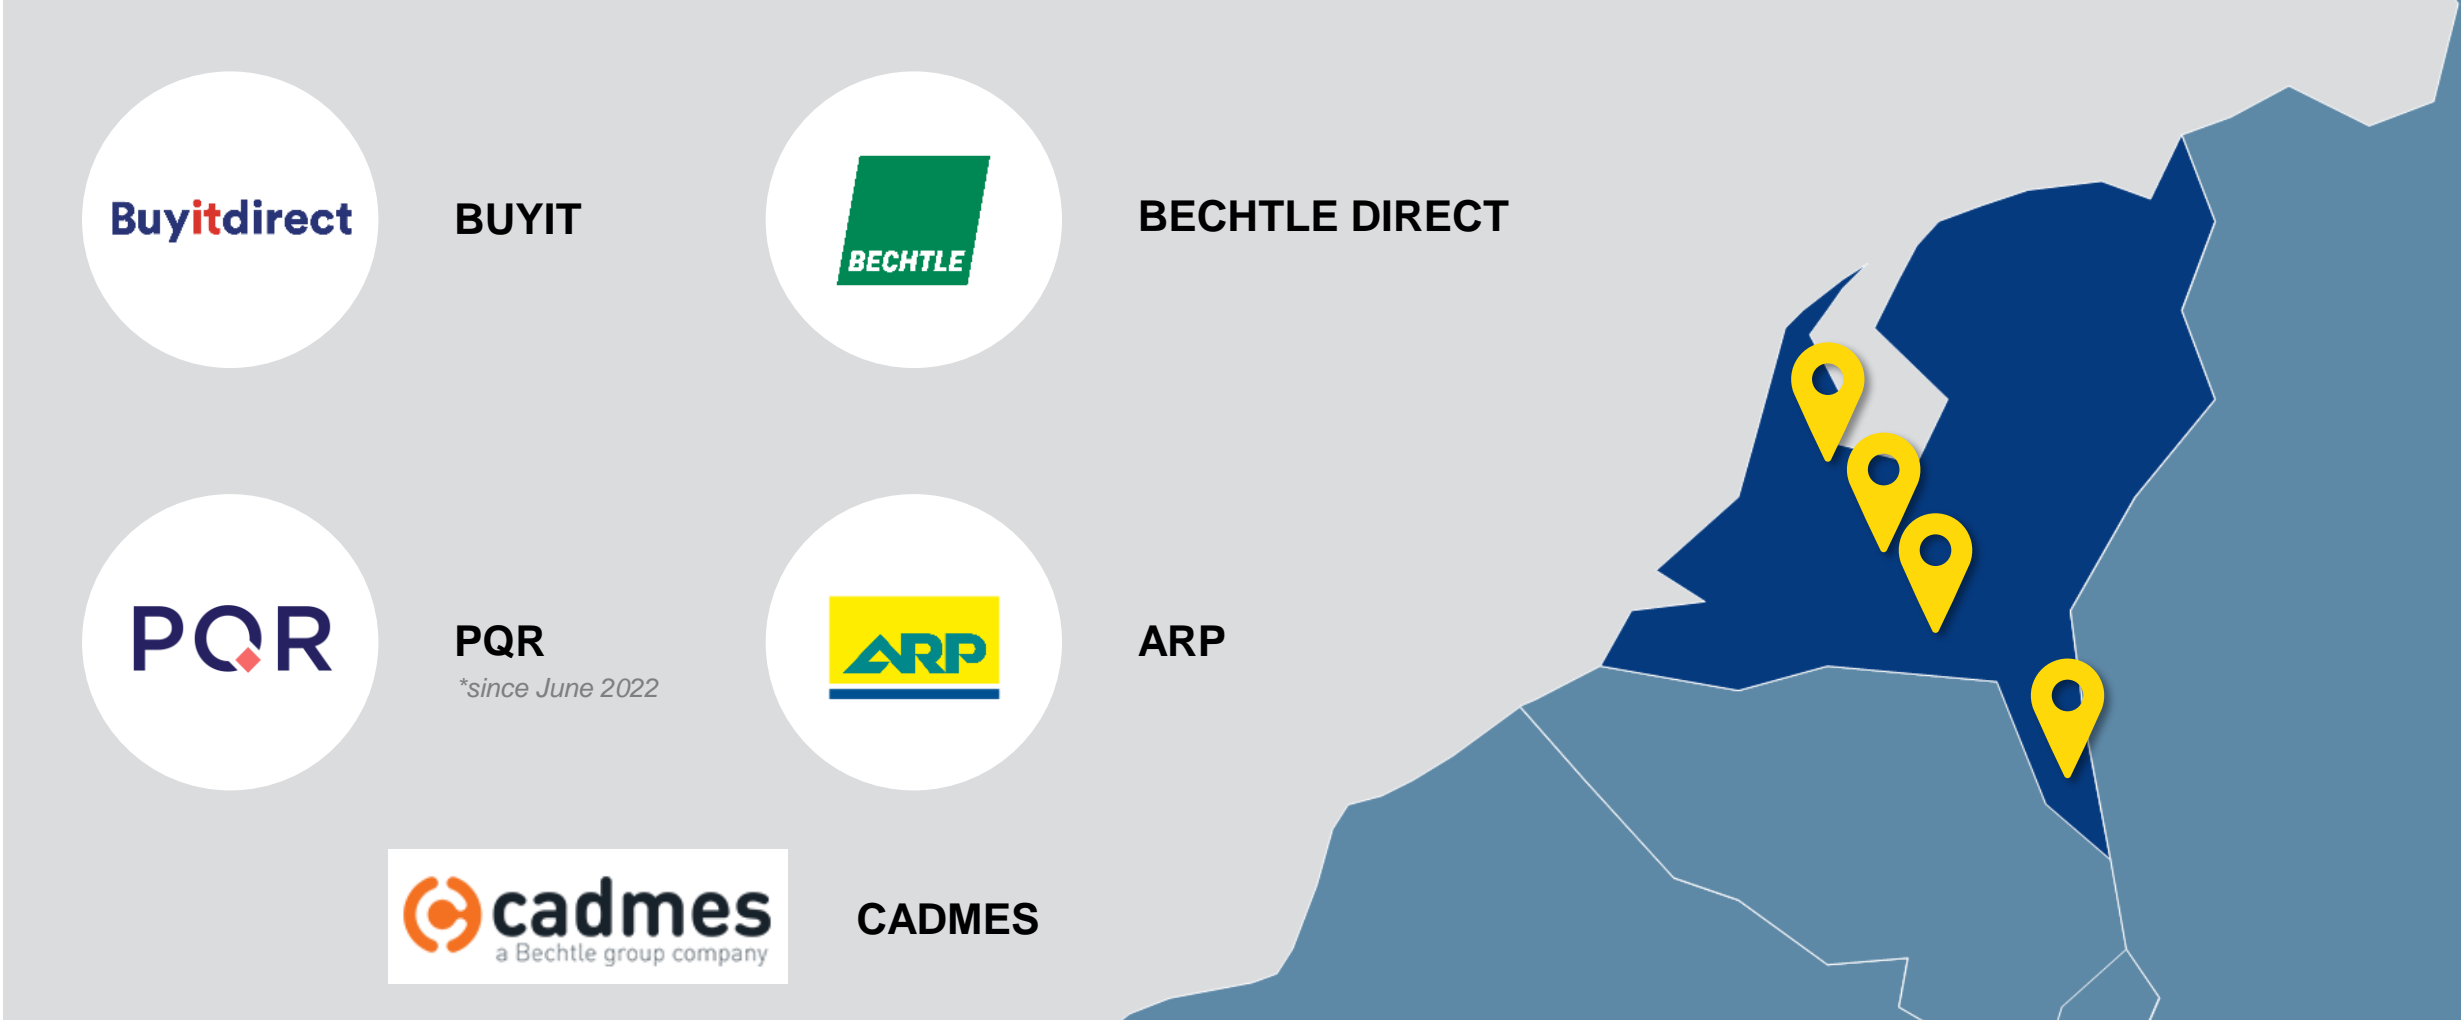 Buyitdirect
BUYIT
BECHTLE
BECHTLE DIRECT
PQR
PQR
*since June 2022
ARP
ARP
cadmes
a Bechtle group company
CADMES